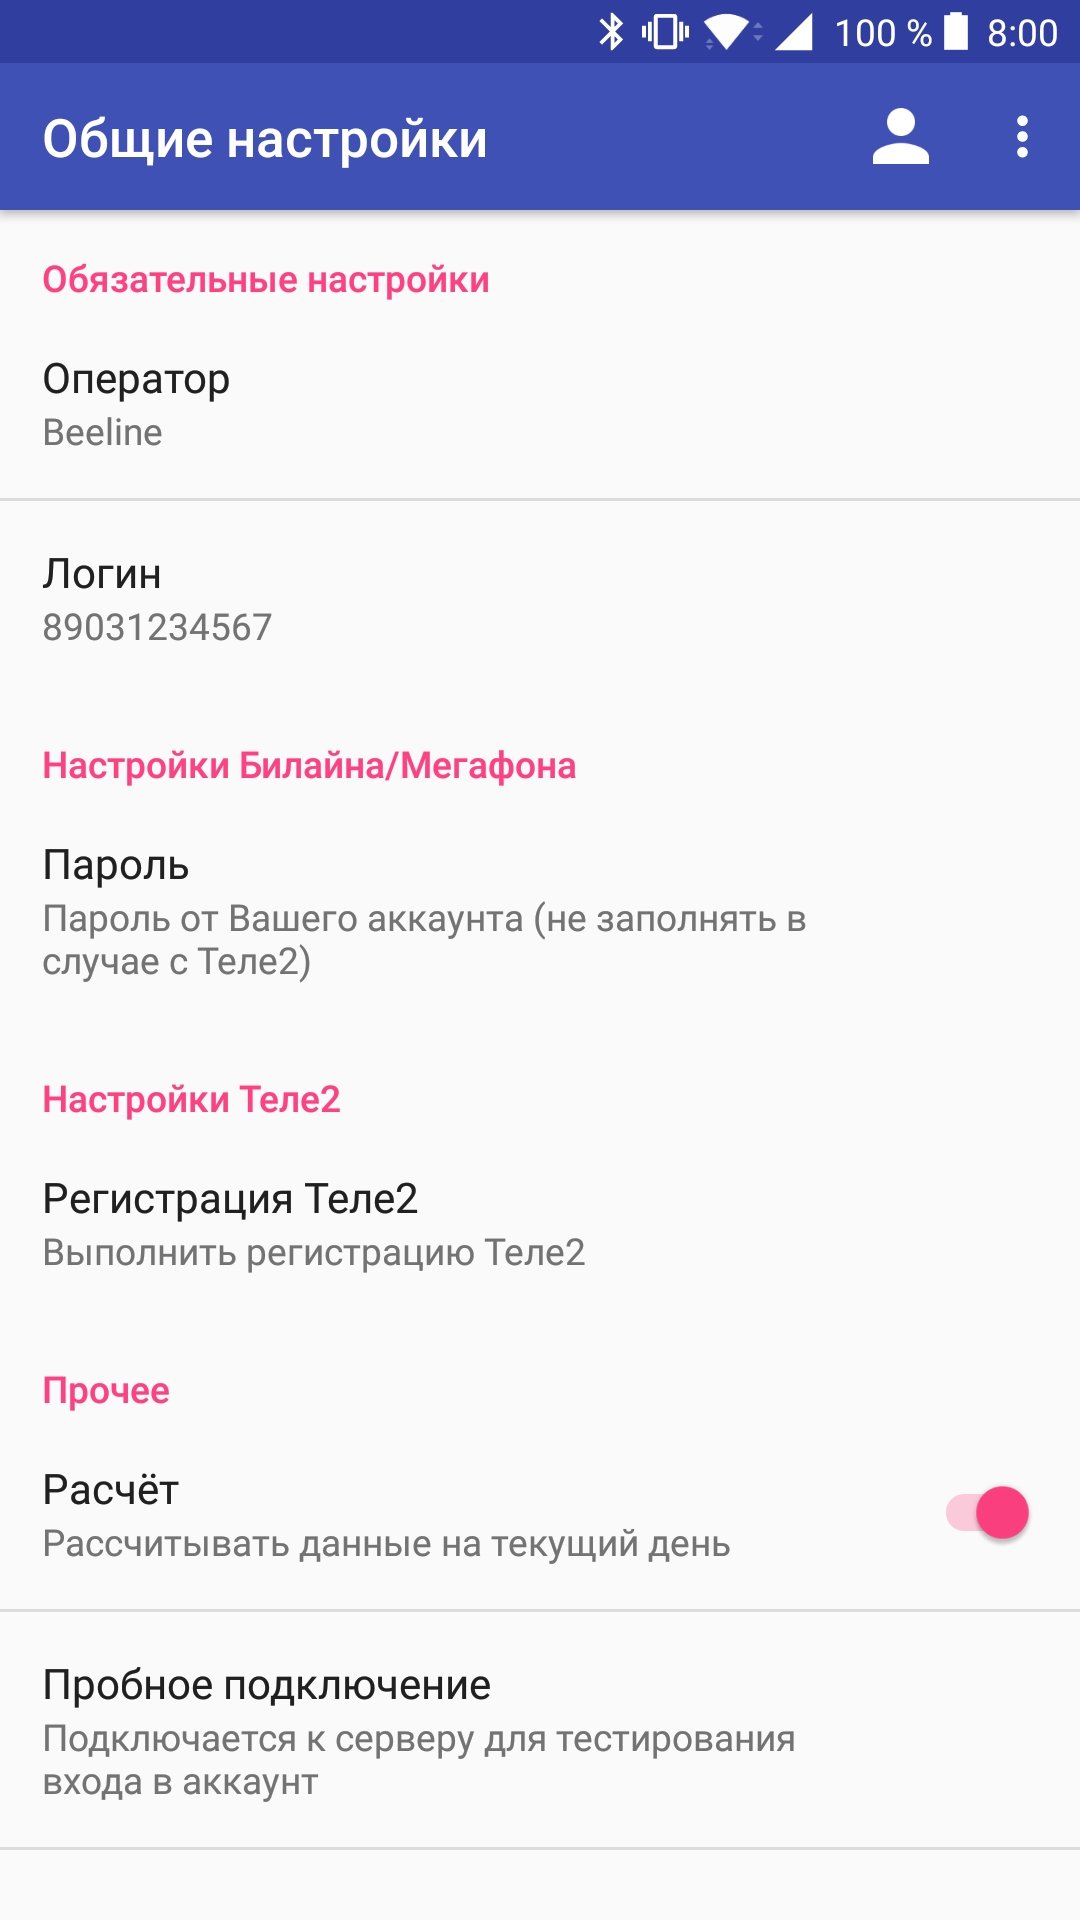 100 % 8:00
Общие настройки
Обязательные настройки
Оператор
Beeline
Логин
89031234567
Настройки Билайна/Мегафона
Пароль
Пароль от Вашего аккаунта (не заполнять в
случае с Теле2)
Настройки Теле2
Регистрация Теле2
Выполнить регистрацию Теле2
Прочее
Расчёт
Рассчитывать данные на текущий день
Пробное подключение
Подключается к серверу для тестирования
входа в аккаунт